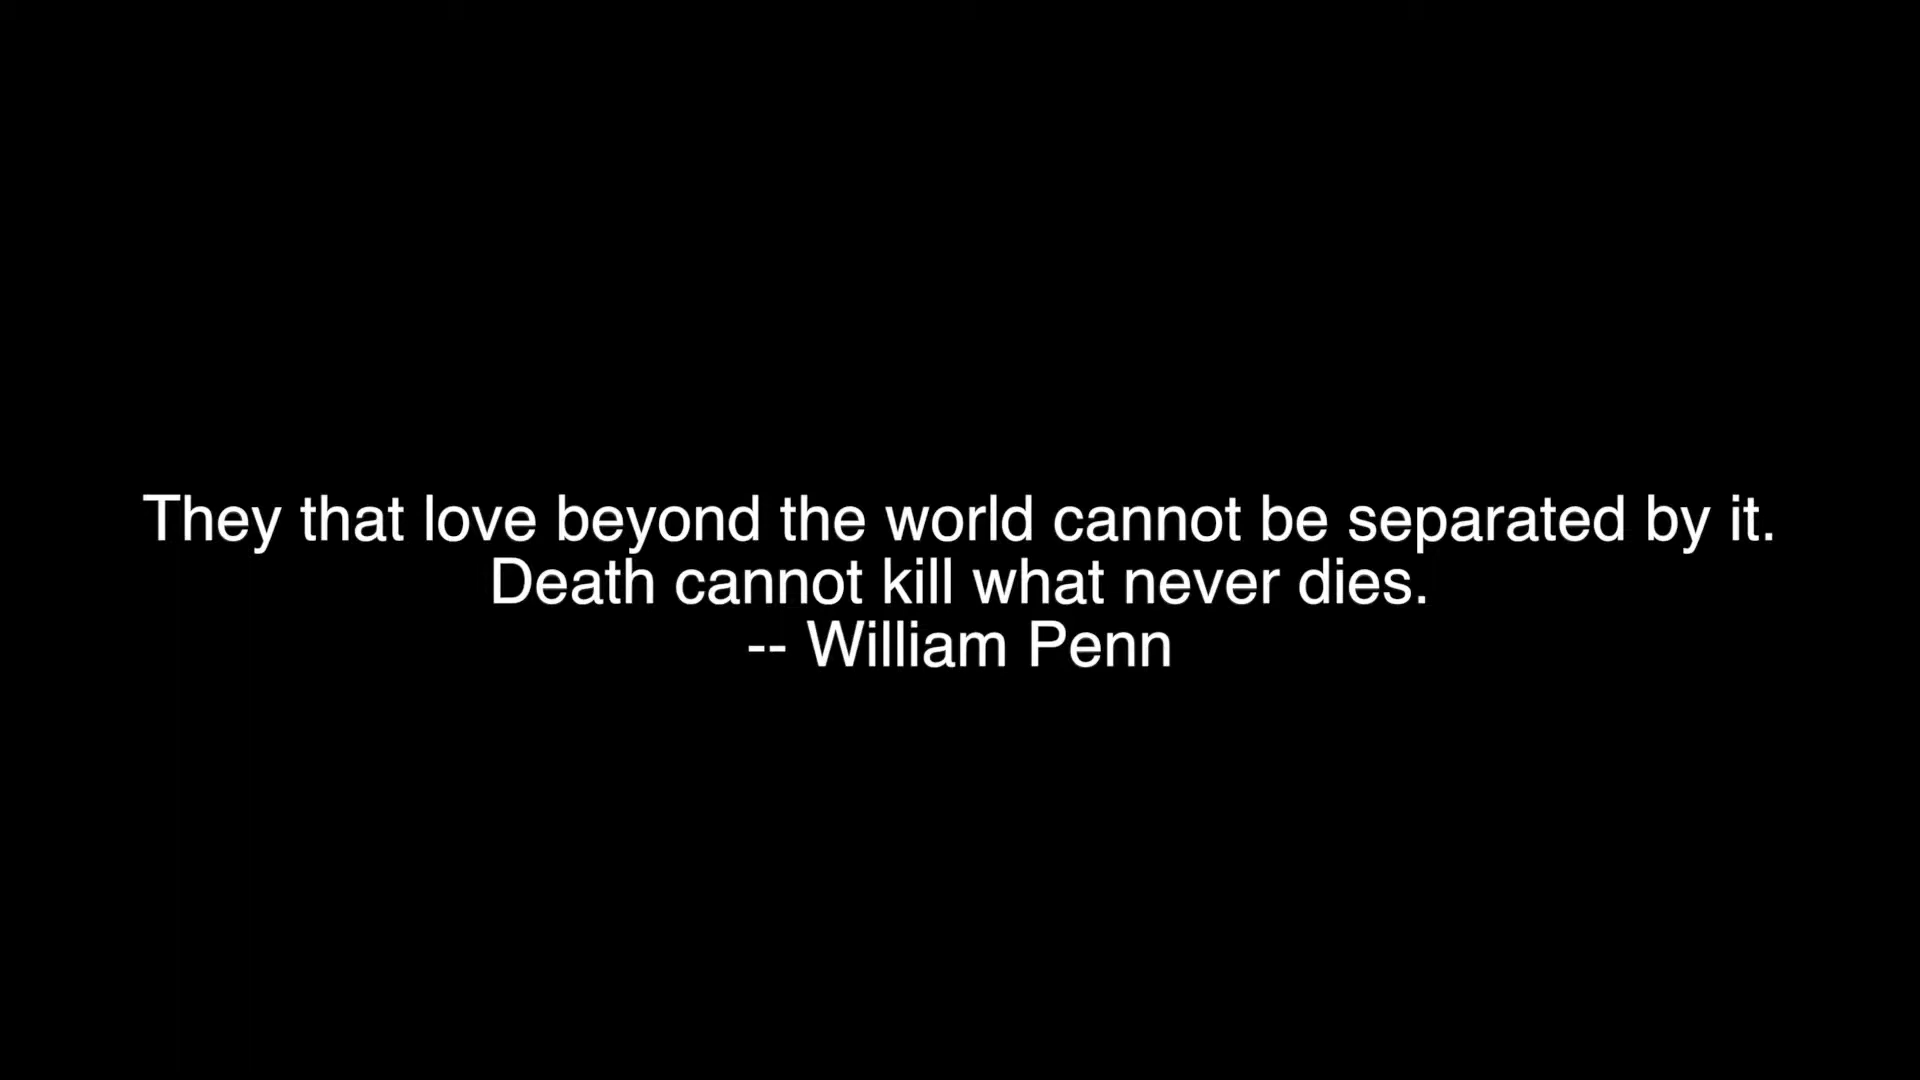 They that love beyond the world cannot be separated by it.
Death cannot kill what never dies.
-- William Penn